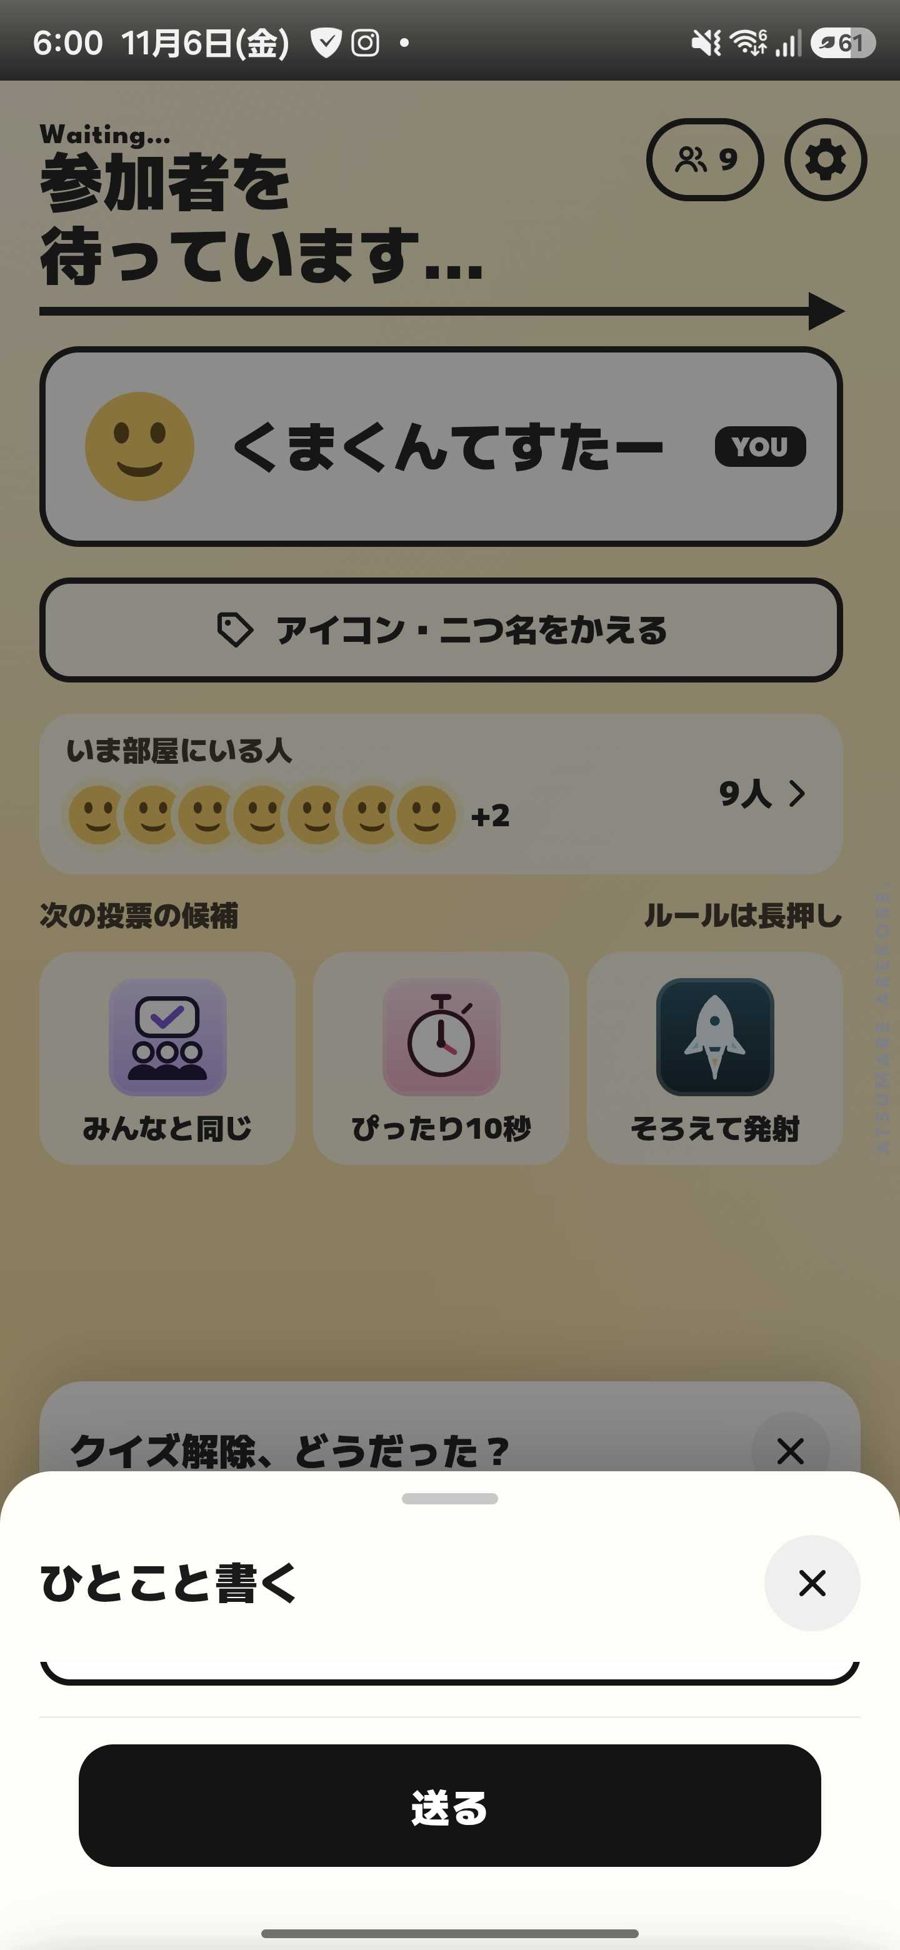 6:00 11月6日(金)
6
61
Waiting...
参加者を
待っています...
9
くまくんてすたー
YOU
アイコン・二つ名をかえる
いま部屋にいる人
+2
9人
次の投票の候補
ルールは長押し
みんなと同じ
ぴったり10秒
そろえて発射
クイズ解除、どうだった？
ひとこと書く
送る